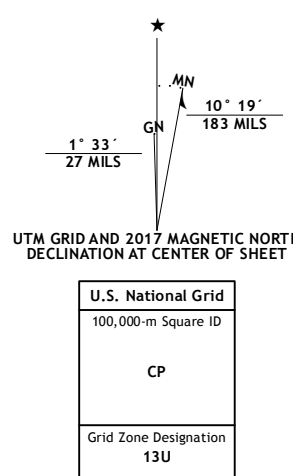 ★
MN
GN
10° 19´
183 MILS
1° 33´
27 MILS
UTM GRID AND 2017 MAGNETIC NORTH
DECLINATION AT CENTER OF SHEET
U.S. National Grid
100,000-m Square ID
CP
Grid Zone Designation
13U